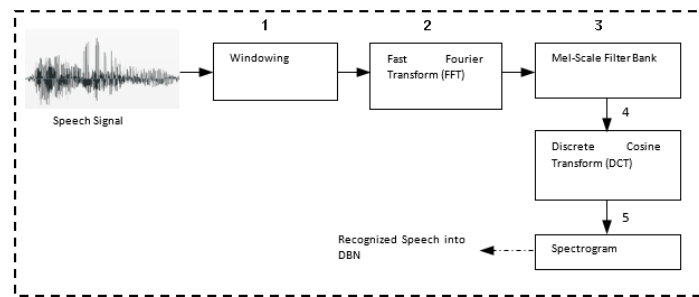 1
2
3
Windowing
Fast Fourier
Transform (FFT)
Mel-Scale Filter Bank
Speech Signal
4
Discrete Cosine
Transform (DCT)
5
Recognized Speech into
DBN
Spectrogram